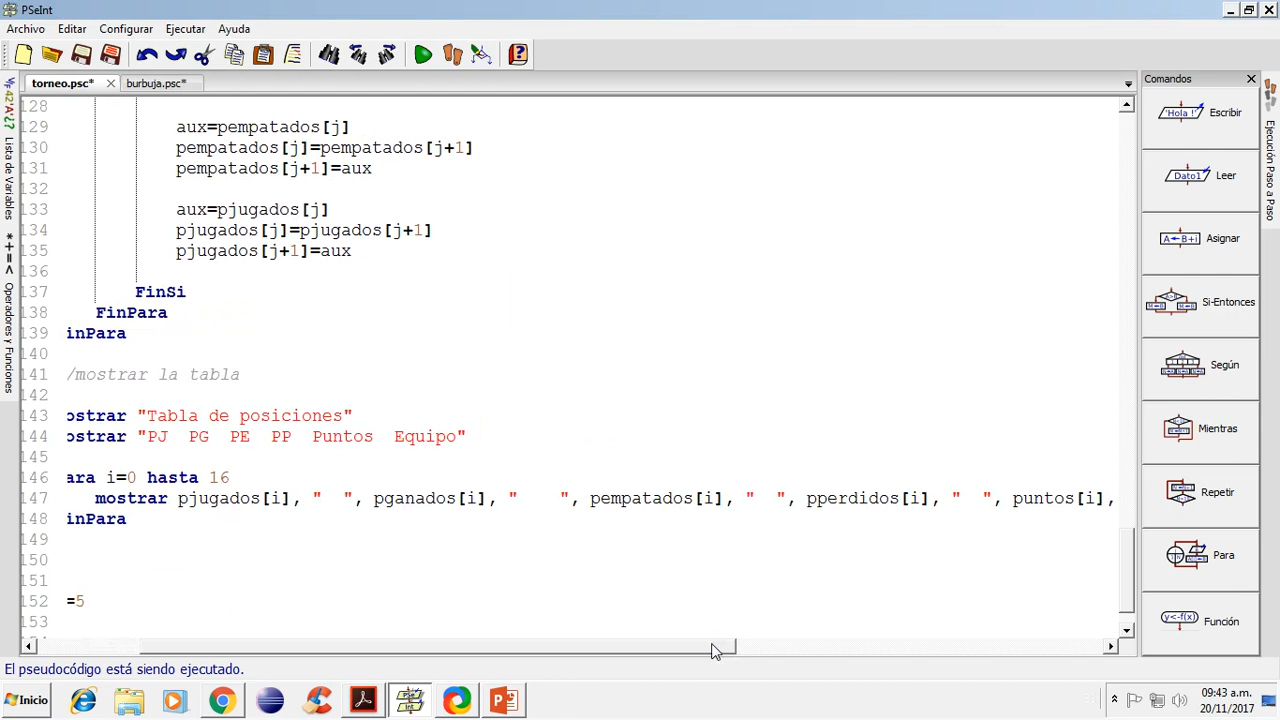 PSeInt
Archivo Editar Configurar Ejecutar Ayuda
torneo.psc* burbuja.psc*
Comandos
128
129 aux=pempatados[j]
130 pempatados[j]=pempatados[j+1]
131 pempatados[j+1]=aux
132
133 aux=pjugados[j]
134 pjugados[j]=pjugados[j+1]
135 pjugados[j+1]=aux
136
137 FinSi
138 FinPara
139 inPara
140
141 /mostrar la tabla
142
143 ostrar "Tabla de posiciones"
144 ostrar "PJ  PG  PE  PP  Puntos  Equipo"
145
146 ara i=0 hasta 16
147 mostrar pjugados[i], "  ", pganados[i], "    ", pempatados[i], "  ", pperdidos[i], "  ", puntos[i],
148 inPara
149
150
151
152 =5
153
Lista de Variables
Operadores y Funciones
'Hola !' Escribir
Dato1 Leer
A←B+i Asignar
Si-Entonces
Según
Mientras
Repetir
Para
y<-f(x) Función
Ejecución Paso a Paso
El pseudocódigo está siendo ejecutado.
Inicio
PSe Int
09:43 a.m.
20/11/2017